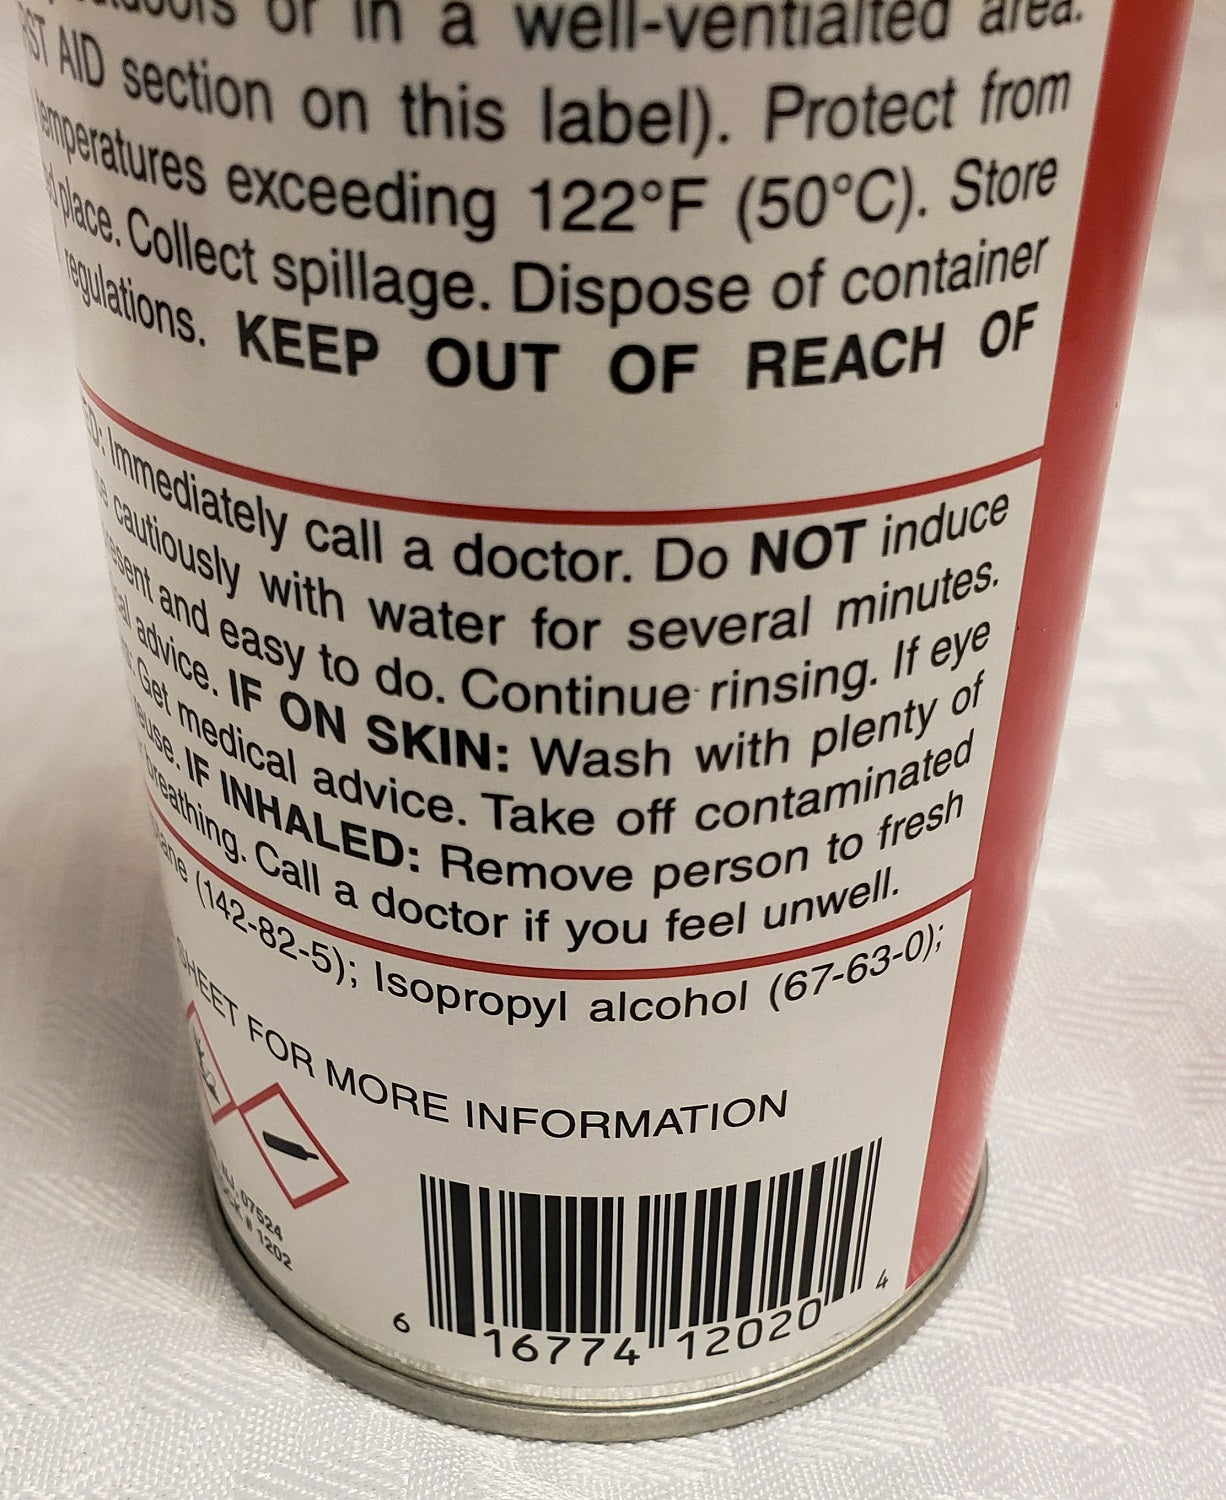 or in a well-ventialted area.
AID section on this label). Protect from
temperatures exceeding 122°F (50°C). Store
place. Collect spillage. Dispose of container
regulations. KEEP OUT OF REACH OF
Immediately call a doctor. Do NOT induce
cautiously with water for several minutes.
and easy to do. Continue rinsing. If eye
advice. IF ON SKIN: Wash with plenty of
Get medical advice. Take off contaminated
IF INHALED: Remove person to fresh
breathing. Call a doctor if you feel unwell.
(142-82-5); Isopropyl alcohol (67-63-0);
SHEET FOR MORE INFORMATION
NJ 07524
# 1202
6 16774 12020 4